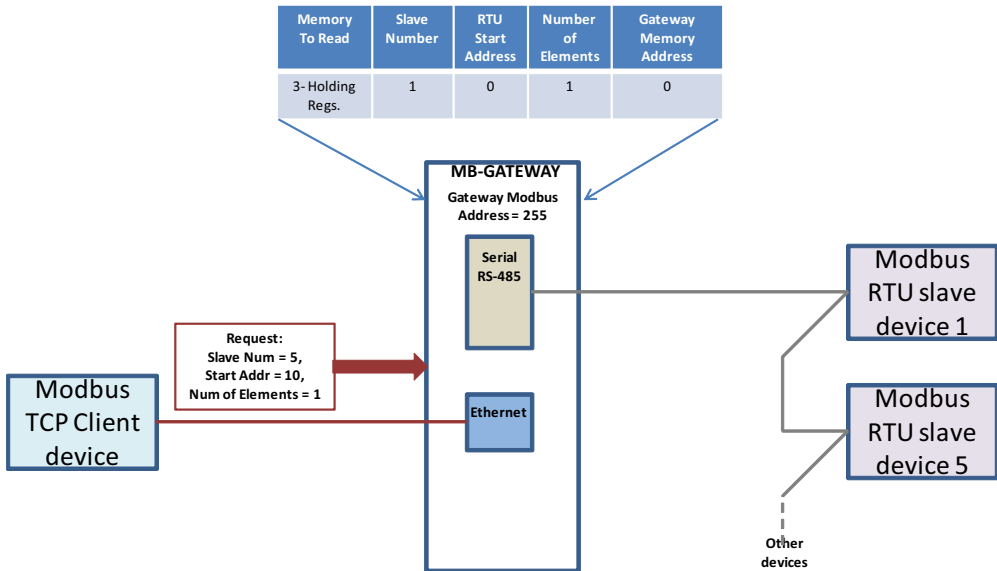 Memory To Read
Slave Number
RTU Start Address
Number of Elements
Gateway Memory Address
3- Holding Regs.
1
0
1
0
MB-GATEWAY
Gateway Modbus
Address = 255
Serial
RS-485
Modbus
RTU slave
device 1
Request:
Slave Num = 5,
Start Addr = 10,
Num of Elements = 1
Modbus
TCP Client
device
Ethernet
Modbus
RTU slave
device 5
Other
devices